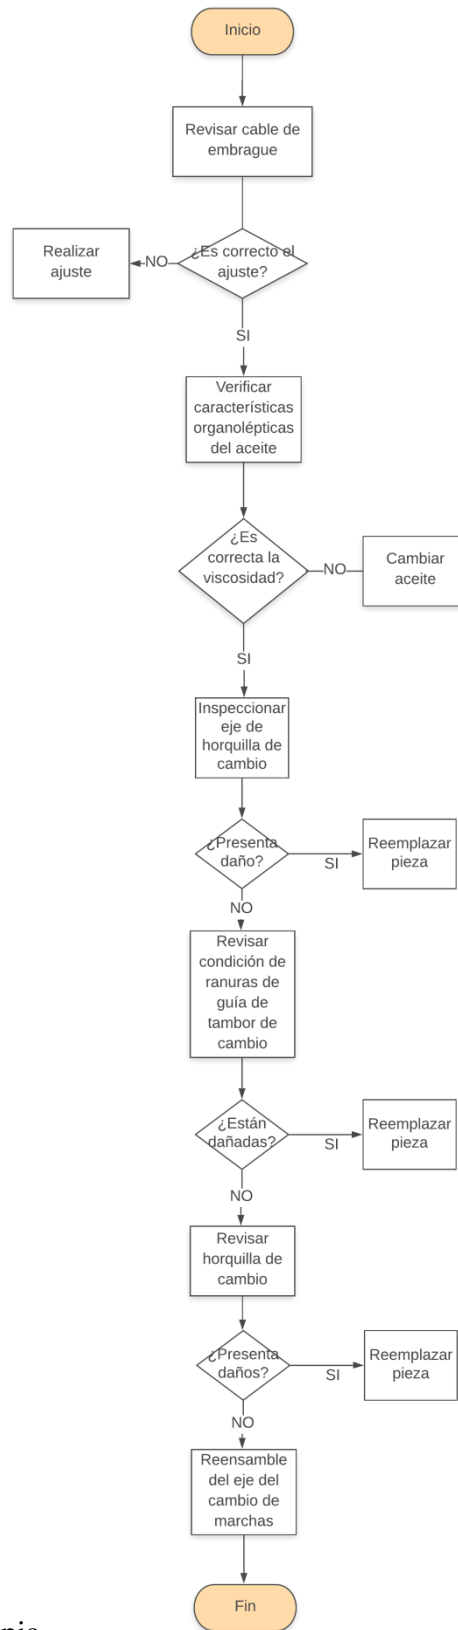 Inicio
Revisar cable de
embrague
¿Es correcto el
ajuste?
NO
Realizar
ajuste
SI
Verificar
características
organolépticas
del aceite
¿Es
correcta la
viscosidad?
NO
Cambiar
aceite
SI
Inspeccionar
eje de
horquilla de
cambio
¿Presenta
daño?
SI
Reemplazar
pieza
NO
Revisar
condición de
ranuras de
guía de
tambor de
cambio
¿Están
dañadas?
SI
Reemplazar
pieza
NO
Revisar
horquilla de
cambio
¿Presenta
daños?
SI
Reemplazar
pieza
NO
Reensamble
del eje del
cambio de
marchas
Fin